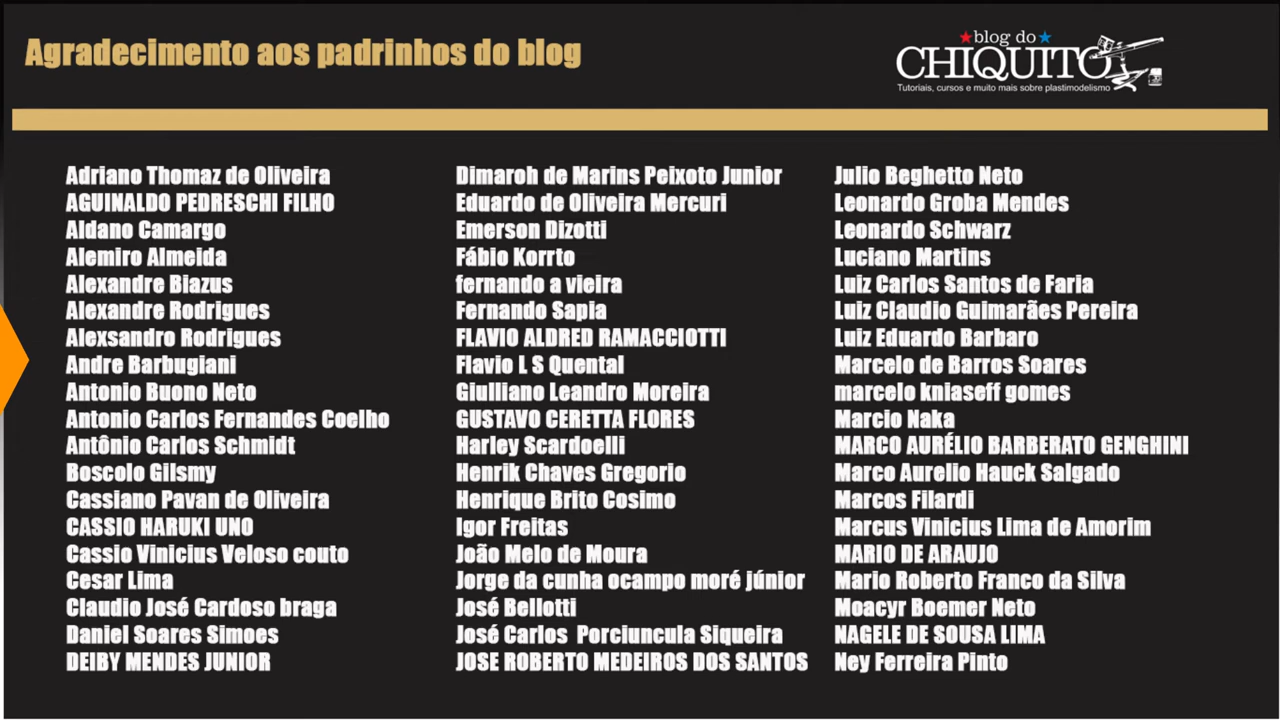 Agradecimento aos padrinhos do blog
blog do
CHIQUITO
Tutoriais, cursos e muito mais sobre plastimodelismo
Adriano Thomaz de Oliveira
AGUINALDO PEDRESCHI FILHO
Aldano Camargo
Alemiro Almeida
Alexandre Biazus
Alexandre Rodrigues
Alexsandro Rodrigues
Andre Barbugiani
Antonio Buono Neto
Antonio Carlos Fernandes Coelho
Antônio Carlos Schmidt
Boscolo Gilsmy
Cassiano Pavan de Oliveira
CASSIO HARUKI UNO
Cassio Vinicius Veloso couto
Cesar Lima
Claudio José Cardoso braga
Daniel Soares Simoes
DEIBY MENDES JUNIOR
Dimaroh de Marins Peixoto Junior
Eduardo de Oliveira Mercuri
Emerson Dizotti
Fábio Korrto
fernando a vieira
Fernando Sapia
FLAVIO ALDRED RAMACCIOTTI
Flavio L S Quental
Giulliano Leandro Moreira
GUSTAVO CERETTA FLORES
Harley Scardoelli
Henrik Chaves Gregorio
Henrique Brito Cosimo
Igor Freitas
João Melo de Moura
Jorge da cunha ocampo moré júnior
José Bellotti
José Carlos  Porciuncula Siqueira
JOSE ROBERTO MEDEIROS DOS SANTOS
Julio Beghetto Neto
Leonardo Groba Mendes
Leonardo Schwarz
Luciano Martins
Luiz Carlos Santos de Faria
Luiz Claudio Guimarães Pereira
Luiz Eduardo Barbaro
Marcelo de Barros Soares
marcelo kniaseff gomes
Marcio Naka
MARCO AURÉLIO BARBERATO GENGHINI
Marco Aurelio Hauck Salgado
Marcos Filardi
Marcus Vinicius Lima de Amorim
MARIO DE ARAUJO
Mario Roberto Franco da Silva
Moacyr Boemer Neto
NAGELE DE SOUSA LIMA
Ney Ferreira Pinto